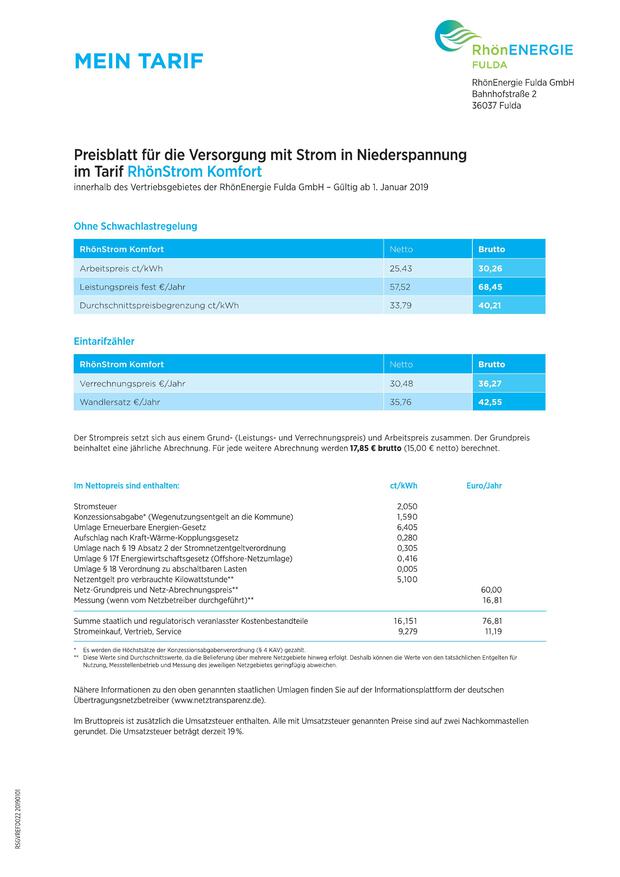 MEIN TARIF
RhönENERGIE
FULDA
RhönEnergie Fulda GmbH
Bahnhofstraße 2
36037 Fulda
Preisblatt für die Versorgung mit Strom in Niederspannung
im Tarif RhönStrom Komfort
innerhalb des Vertriebsgebietes der RhönEnergie Fulda GmbH – Gültig ab 1. Januar 2019
Ohne Schwachlastregelung
RhönStrom Komfort Netto Brutto
Arbeitspreis ct/kWh 25,43 30,26
Leistungspreis fest €/Jahr 57,52 68,45
Durchschnittspreisbegrenzung ct/kWh 33,79 40,21
Eintarifzähler
RhönStrom Komfort Netto Brutto
Verrechnungspreis €/Jahr 30,48 36,27
Wandlersatz €/Jahr 35,76 42,55
Der Strompreis setzt sich aus einem Grund- (Leistungs- und Verrechnungspreis) und Arbeitspreis zusammen. Der Grundpreis
beinhaltet eine jährliche Abrechnung. Für jede weitere Abrechnung werden 17,85 € brutto (15,00 € netto) berechnet.
Im Nettopreis sind enthalten: ct/kWh Euro/Jahr
Stromsteuer 2,050
Konzessionsabgabe* (Wegenutzungsentgelt an die Kommune) 1,590
Umlage Erneuerbare Energien-Gesetz 6,405
Aufschlag nach Kraft-Wärme-Kopplungsgesetz 0,280
Umlage nach § 19 Absatz 2 der Stromnetzentgeltverordnung 0,305
Umlage § 17f Energiewirtschaftsgesetz (Offshore-Netzumlage) 0,416
Umlage § 18 Verordnung zu abschaltbaren Lasten 0,005
Netzentgelt pro verbrauchte Kilowattstunde** 5,100
Netz-Grundpreis und Netz-Abrechnungspreis** 60,00
Messung (wenn vom Netzbetreiber durchgeführt)** 16,81
Summe staatlich und regulatorisch veranlasster Kostenbestandteile 16,151 76,81
Stromeinkauf, Vertrieb, Service 9,279 11,19
* Es werden die Höchstsätze der Konzessionsabgabenverordnung (§ 4 KAV) gezahlt.
** Diese Werte sind Durchschnittswerte, da die Belieferung über mehrere Netzgebiete hinweg erfolgt. Deshalb können die Werte von den tatsächlichen Entgelten für
Nutzung, Messstellenbetrieb und Messung des jeweiligen Netzgebietes geringfügig abweichen.
Nähere Informationen zu den oben genannten staatlichen Umlagen finden Sie auf der Informationsplattform der deutschen
Übertragungsnetzbetreiber (www.netztransparenz.de).
Im Bruttopreis ist zusätzlich die Umsatzsteuer enthalten. Alle mit Umsatzsteuer genannten Preise sind auf zwei Nachkommastellen
gerundet. Die Umsatzsteuer beträgt derzeit 19 %.